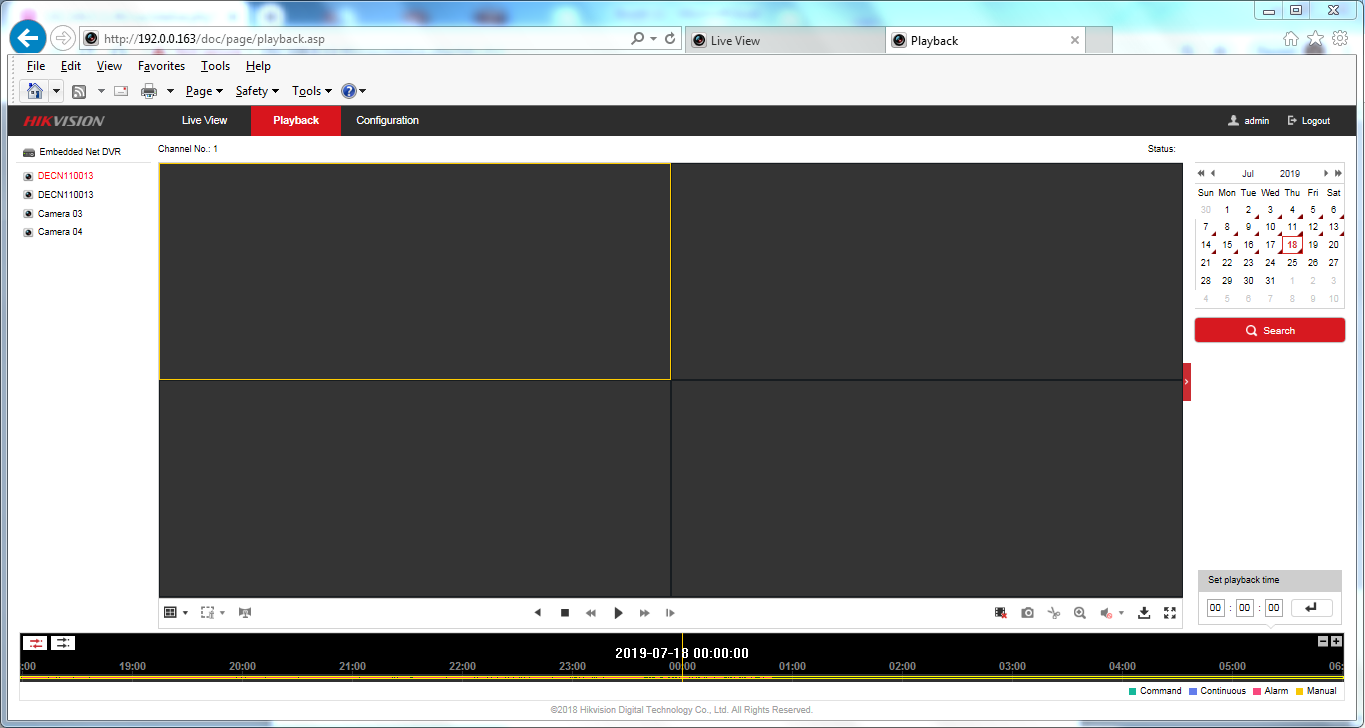 http://192.0.0.163/doc/page/playback.asp
Live View
Playback
File Edit View Favorites Tools Help
Page Safety Tools
HIKVISION
Live View Playback Configuration
admin Logout
Embedded Net DVR
Channel No.: 1
Status:
DECN110013
DECN110013
Camera 03
Camera 04
Jul 2019
Sun Mon Tue Wed Thu Fri Sat
30 1 2 3 4 5 6
7 8 9 10 11 12 13
14 15 16 17 18 19 20
21 22 23 24 25 26 27
28 29 30 31 1 2 3
4 5 6 7 8 9 10
Search
Set playback time
00 : 00 : 00
2019-07-18 00:00:00
:00 19:00 20:00 21:00 22:00 23:00 00:00 01:00 02:00 03:00 04:00 05:00 06:
Command Continuous Alarm Manual
©2018 Hikvision Digital Technology Co., Ltd. All Rights Reserved.